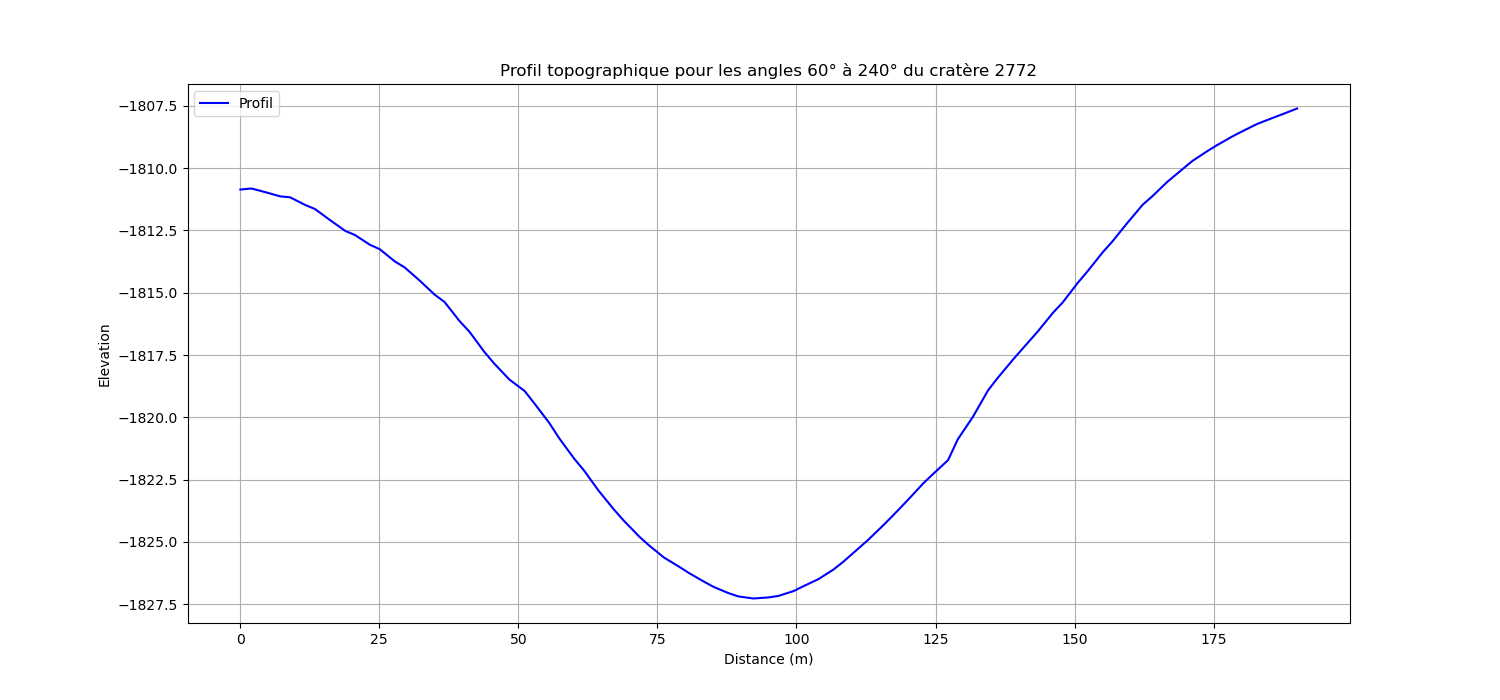 Profil topographique pour les angles 60° à 240° du cratère 2772
Profil
−1807.5
−1810.0
−1812.5
−1815.0
−1817.5
−1820.0
−1822.5
−1825.0
−1827.5
Elevation
0 25 50 75 100 125 150 175
Distance (m)